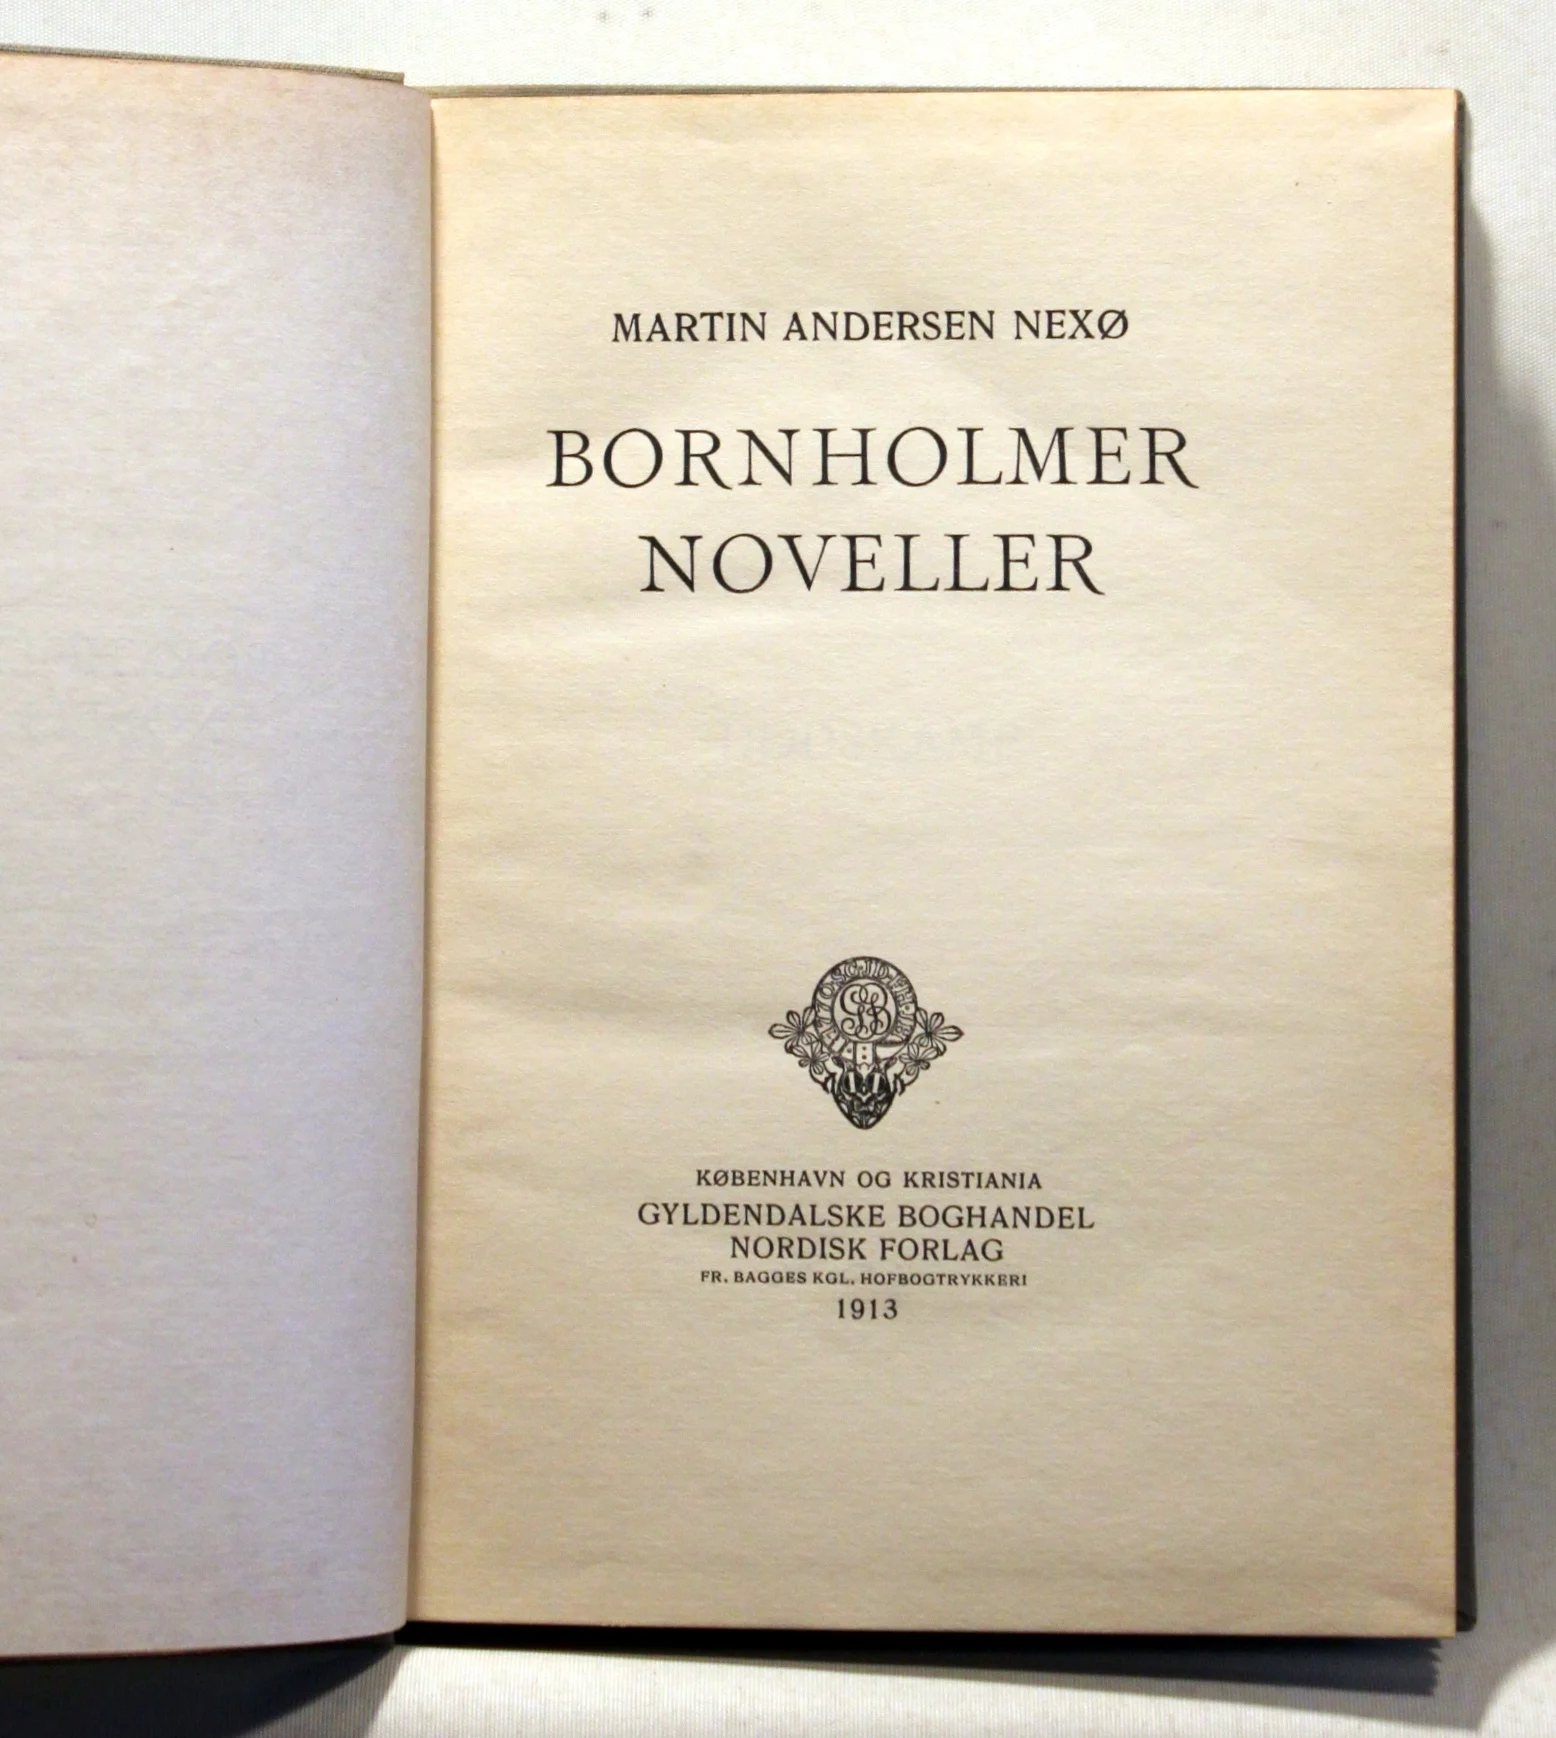 MARTIN ANDERSEN NEXØ
BORNHOLMER
NOVELLER
KØBENHAVN OG KRISTIANIA
GYLDENDALSKE BOGHANDEL
NORDISK FORLAG
FR. BAGGES KGL. HOFBOGTRYKKERI
1913